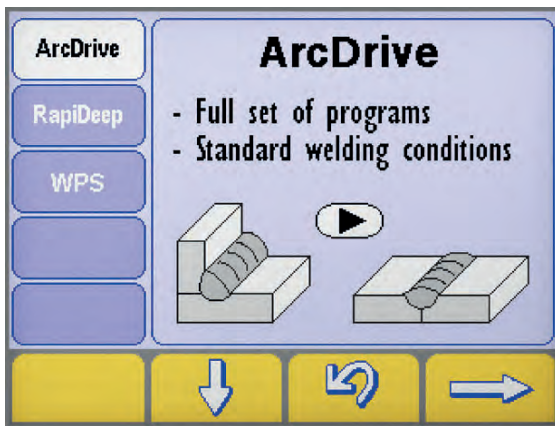 ArcDrive
RapiDeep
WPS
ArcDrive
- Full set of programs
- Standard welding conditions